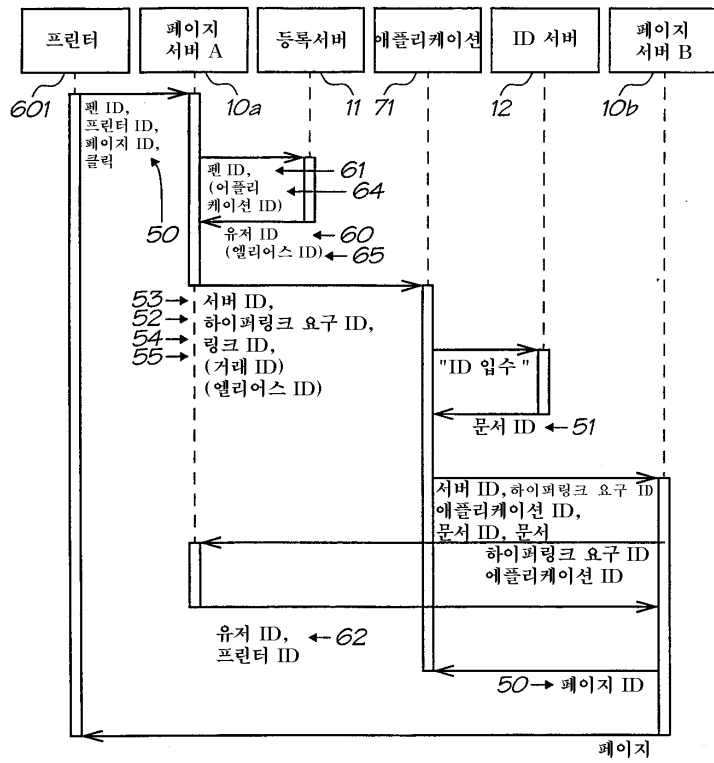 프린터
페이지
서버 A
등록서버
애플리케이션
ID 서버
페이지
서버 B
601
10a
11
71
12
10b
펜 ID,
프린터 ID,
페이지 ID,
클릭
50
펜 ID,
(어플리
케이션 ID)
61
64
유저 ID
(엘리어스 ID)
60
65
53
52
54
55
서버 ID,
하이퍼링크 요구 ID,
링크 ID,
(거래 ID)
(엘리어스 ID)
"ID 입수 "
문서 ID
51
서버 ID, 하이퍼링크 요구 ID
애플리케이션 ID,
문서 ID, 문서
하이퍼링크 요구 ID
에플리케이션 ID
유저 ID,
프린터 ID
62
50
페이지 ID
페이지